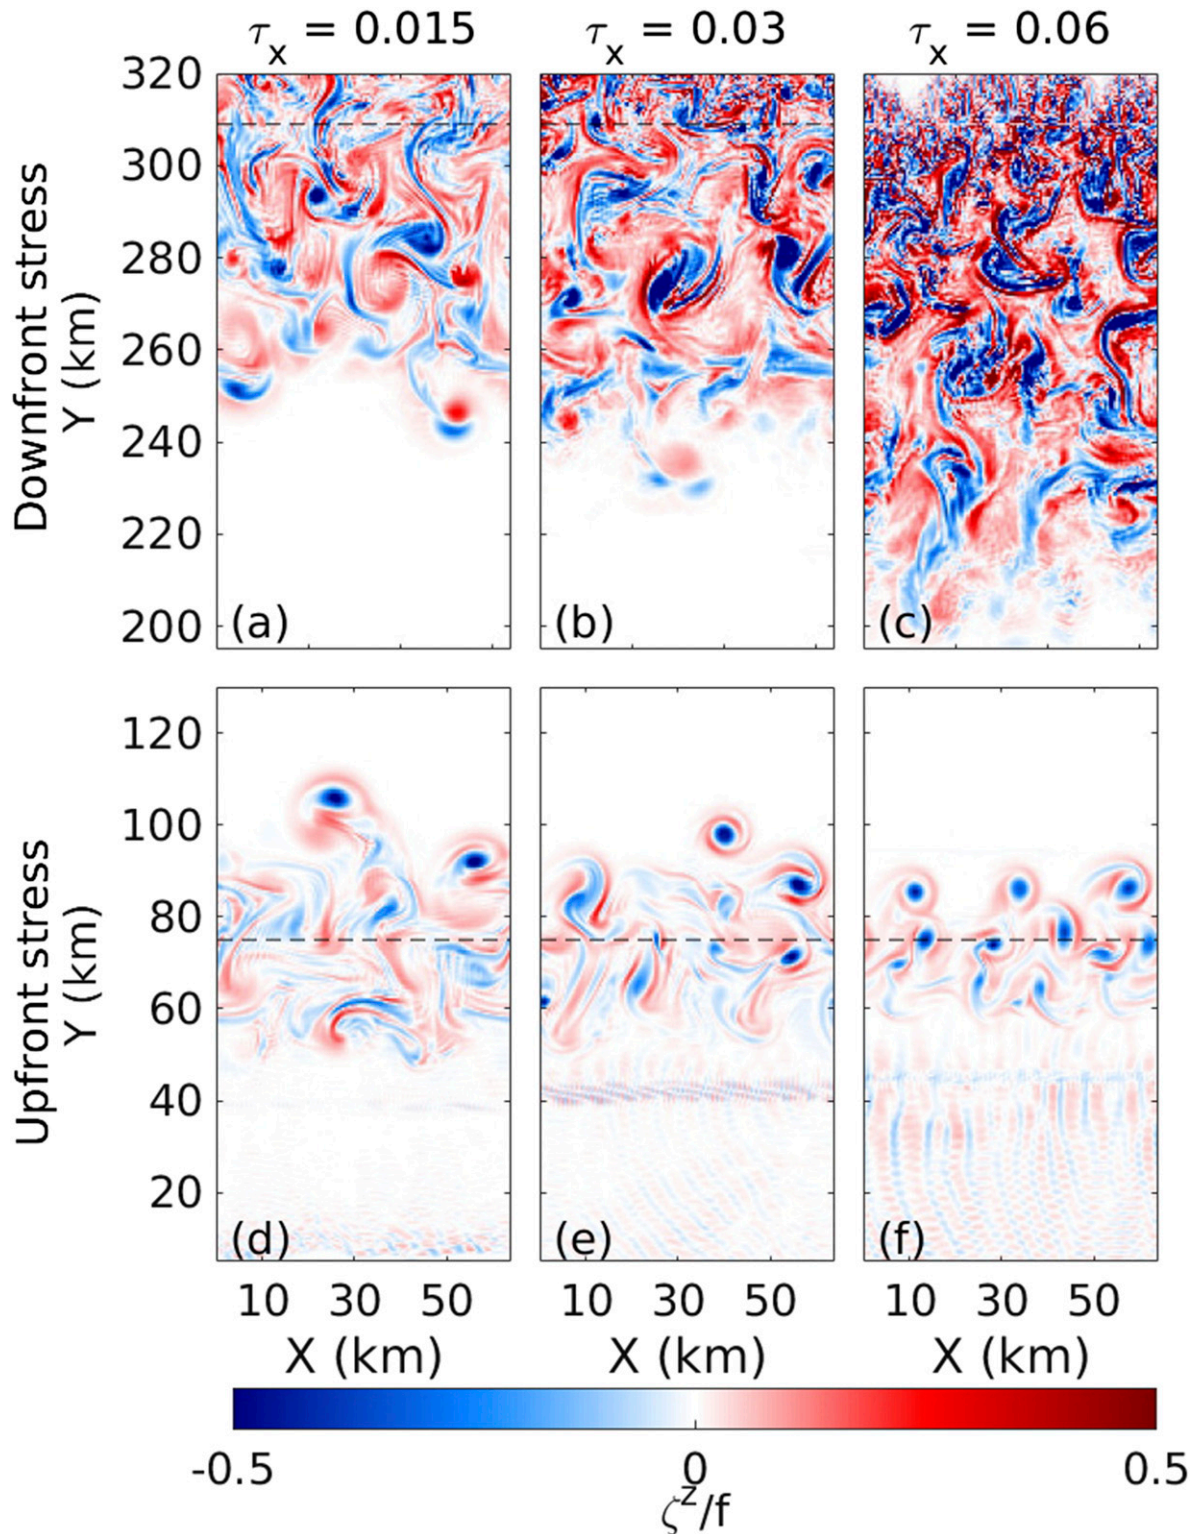 τx = 0.015 τx = 0.03 τx = 0.06
Downfront stress
Y (km)
320
300
280
260
240
220
200
(a) (b) (c)
Upfront stress
Y (km)
120
100
80
60
40
20
(d) (e) (f)
10 30 50 10 30 50 10 30 50
X (km) X (km) X (km)
-0.5 0 0.5
ζz/f